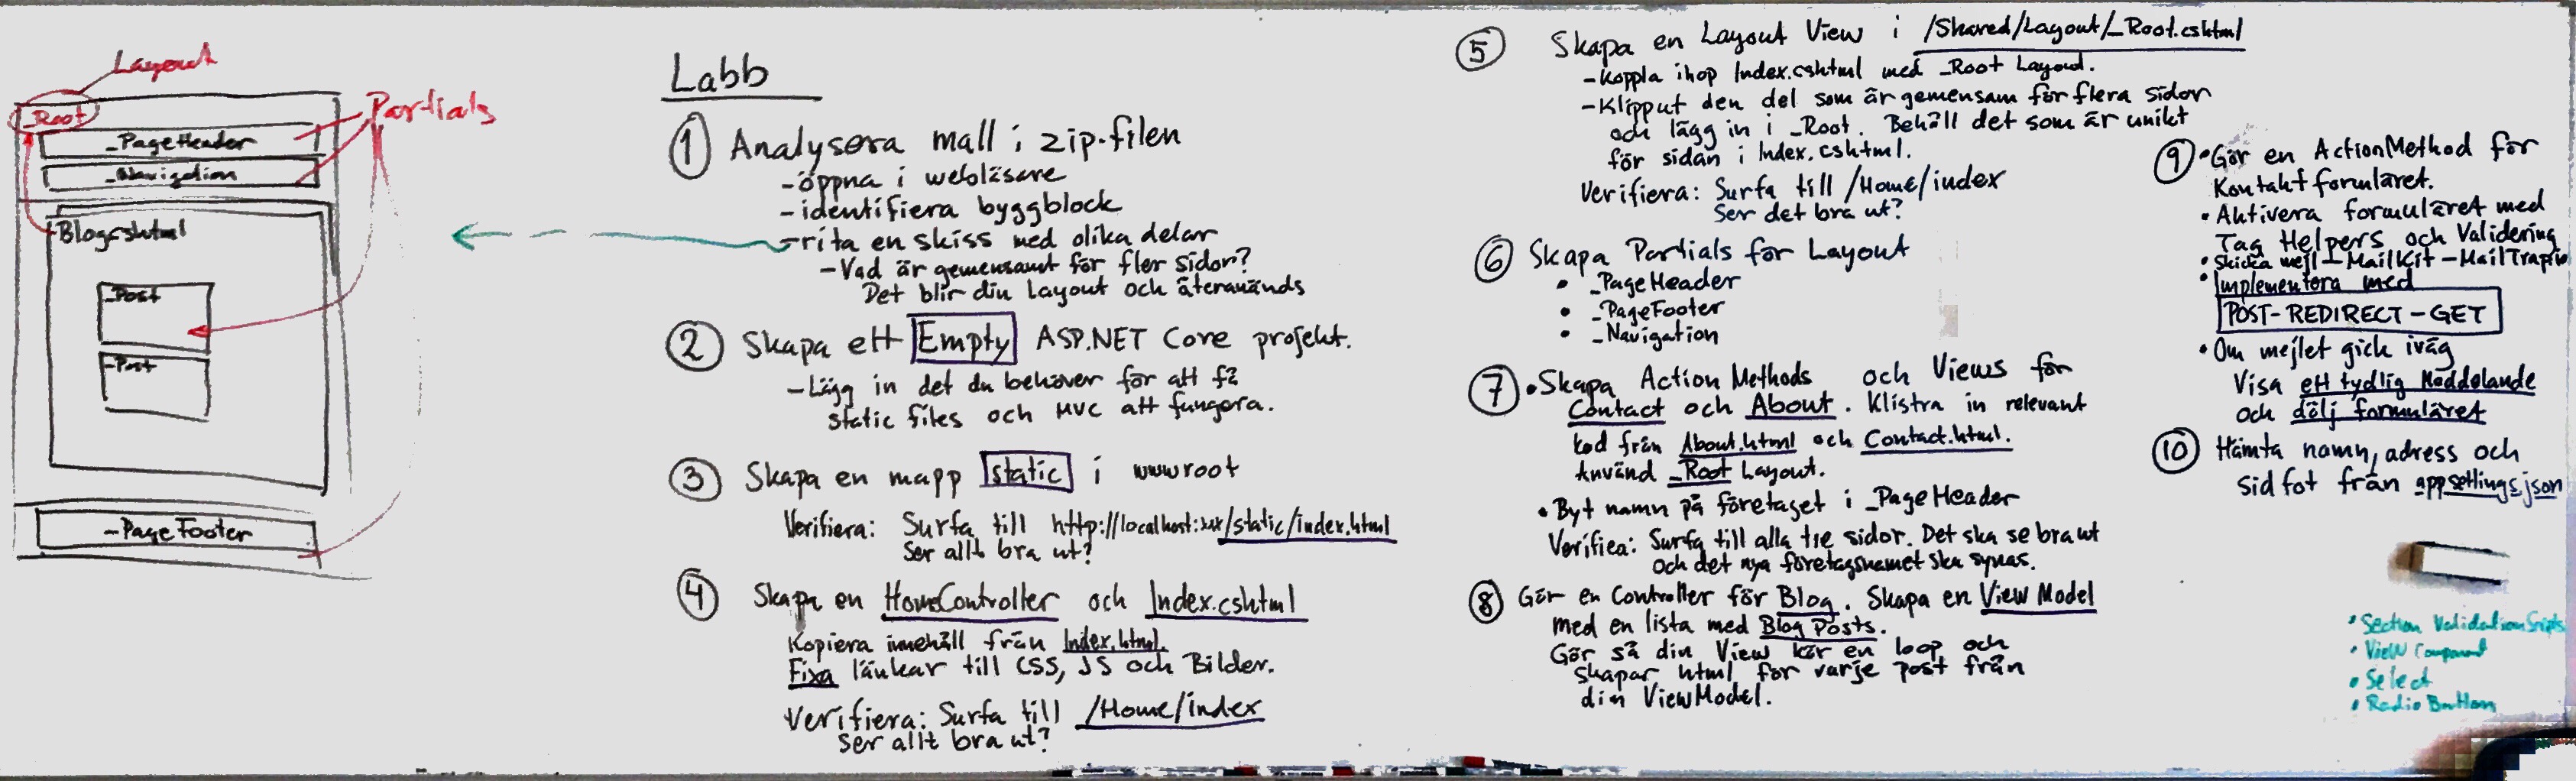 Layout
_Root
Partials
_PageHeader
_Navigation
Blog.cshtml
_Post
_Post
_PageFooter
Labb
① Analysera mall i zip-filen
- öppna i webläsare
- identifiera byggblock
- rita en skiss med olika delar
- Vad är gemensamt för fler sidor?
Det blir din Layout och återanvänds
② Skapa ett Empty ASP.NET Core projekt.
- Lägg in det du behöver för att få
static files och MVC att fungera.
③ Skapa en mapp static i wwwroot
Verifiera: Surfa till http://localhost:xxx/static/index.html
Ser allt bra ut?
④ Skapa en HomeController och Index.cshtml
Kopiera innehåll från Index.html.
Fixa länkar till CSS, JS och Bilder.
Verifiera: Surfa till /Home/index
Ser allt bra ut?
⑤ Skapa en Layout View i /Shared/Layout/_Root.cshtml
- Koppla ihop Index.cshtml med _Root Layout.
- Klipp ut den del som är gemensam för flera sidor
och lägg in i _Root. Behåll det som är unikt
för sidan i Index.cshtml.
Verifiera: Surfa till /Home/index
Ser det bra ut?
⑥ Skapa Partials för Layout
• _PageHeader
• _PageFooter
• _Navigation
⑦ • Skapa Action Methods och Views för
Contact och About. Klistra in relevant
kod från About.html och Contact.html.
Använd _Root Layout.
• Byt namn på företaget i _PageHeader
Verifiea: Surfa till alla tre sidor. Det ska se bra ut
och det nya företagsnamet ska synas.
⑧ Gör en Controller för Blog. Skapa en View Model
med en lista med Blog Posts.
Gör så din View kör en loop och
skapar html för varje post från
din ViewModel.
⑨ • Gör en ActionMethod för
Kontakt formuläret.
• Aktivera formuläret med
Tag Helpers och Validering
• Skicka mejl - MailKit - MailTrap.io
• Implementera med
POST-REDIRECT-GET
• Om mejlet gick iväg
Visa ett tydlig Meddelande
och dölj formuläret
⑩ Hämta namn, adress och
sidfot från appsettings.json
• Section ValidationScripts
• View Component
• Select
• Radio Buttons